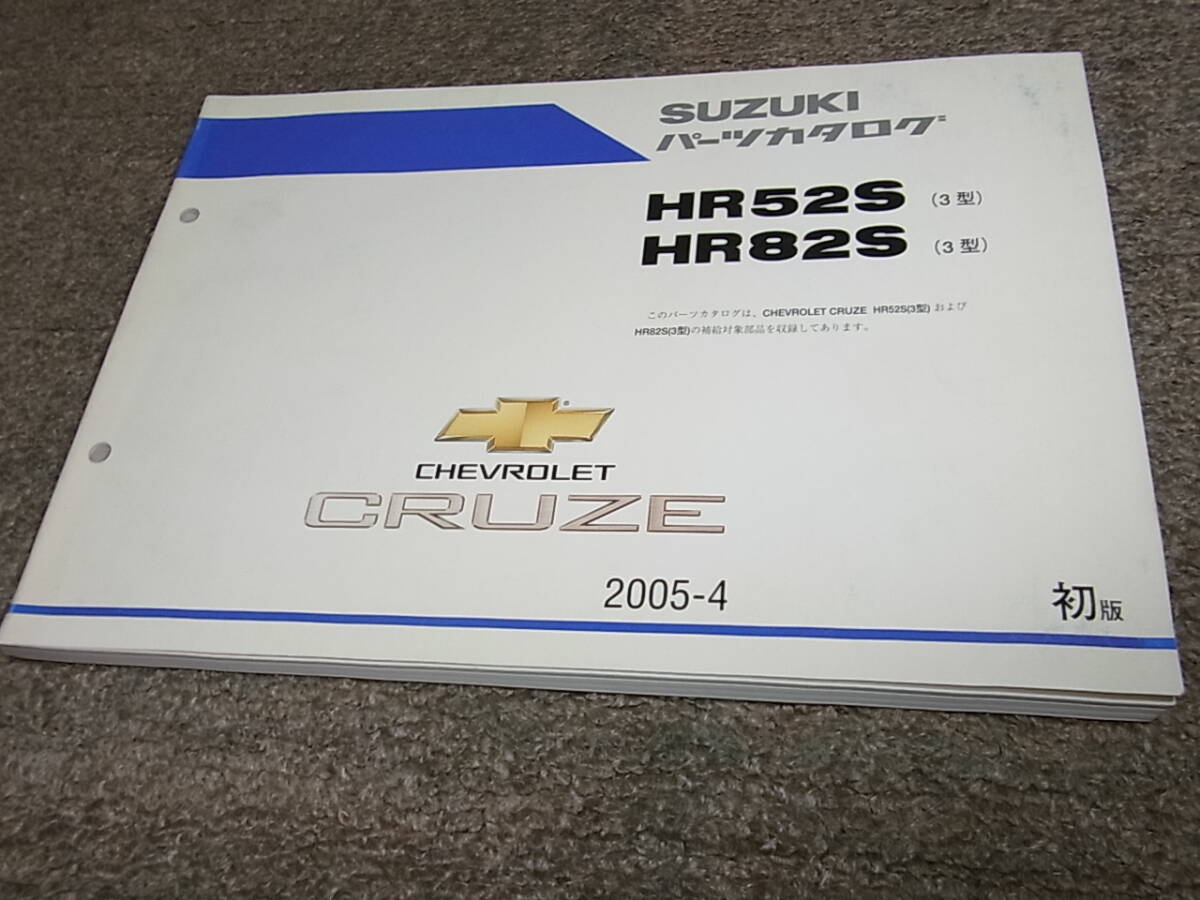 SUZUKI
パーツカタログ
HR52S (3型)
HR82S (3型)
このパーツカタログは、CHEVROLET CRUZE HR52S(3型) および
HR82S(3型)の補給対象部品を収録してあります。
®
CHEVROLET
CRUZE
2005-4
初版